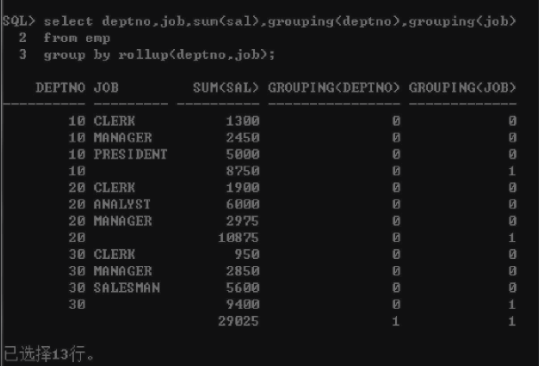 SQL> select deptno,job,sum(sal),grouping(deptno),grouping(job)
  2  from emp
  3  group by rollup(deptno,job);
    DEPTNO JOB         SUM(SAL) GROUPING(DEPTNO) GROUPING(JOB)
---------- --------- ---------- ---------------- -------------
        10 CLERK           1300                0             0
        10 MANAGER         2450                0             0
        10 PRESIDENT       5000                0             0
        10                 8750                0             1
        20 CLERK           1900                0             0
        20 ANALYST         6000                0             0
        20 MANAGER         2975                0             0
        20                10875                0             1
        30 CLERK            950                0             0
        30 MANAGER         2850                0             0
        30 SALESMAN        5600                0             0
        30                 9400                0             1
                          29025                1             1
已选择13行。